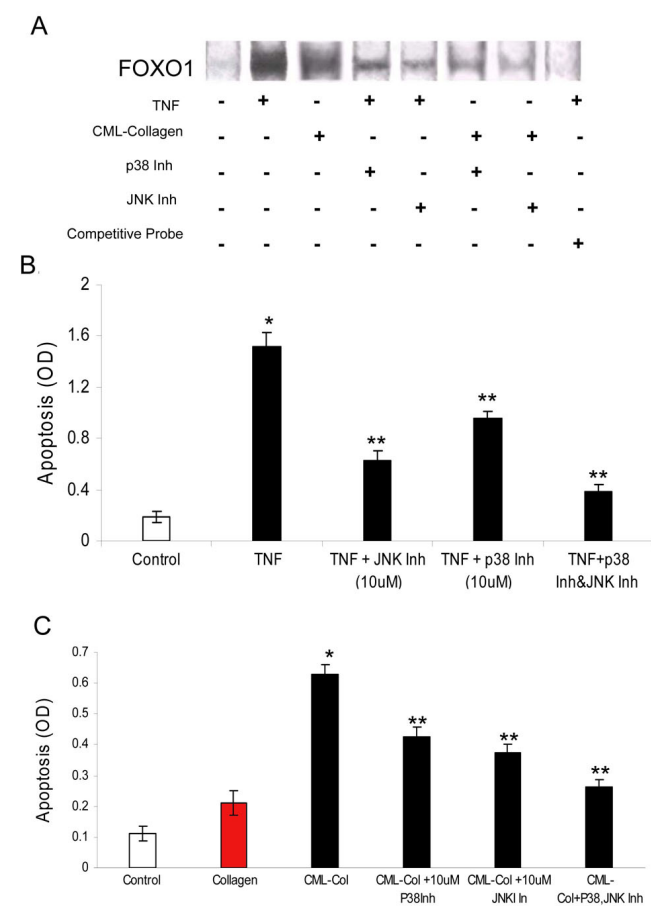 A
FOXO1
TNF - + - + + - - +
CML-Collagen - - + - - + + -
p38 Inh - - - + - + - -
JNK Inh - - - - + - + -
Competitive Probe - - - - - - - +
B.
2
1.6
1.2
0.8
0.4
0
Apoptosis (OD)
*
**
**
**
Control TNF TNF + JNK Inh TNF + p38 Inh TNF+p38
(10uM) (10uM) Inh&JNK Inh
C
0.7
0.6
0.5
0.4
0.3
0.2
0.1
0
Apoptosis (OD)
*
**
**
**
Control Collagen CML-Col CML-Col +10uM CML-Col +10uM CML-
P38Inh JNKI In Col+P38,JNK Inh